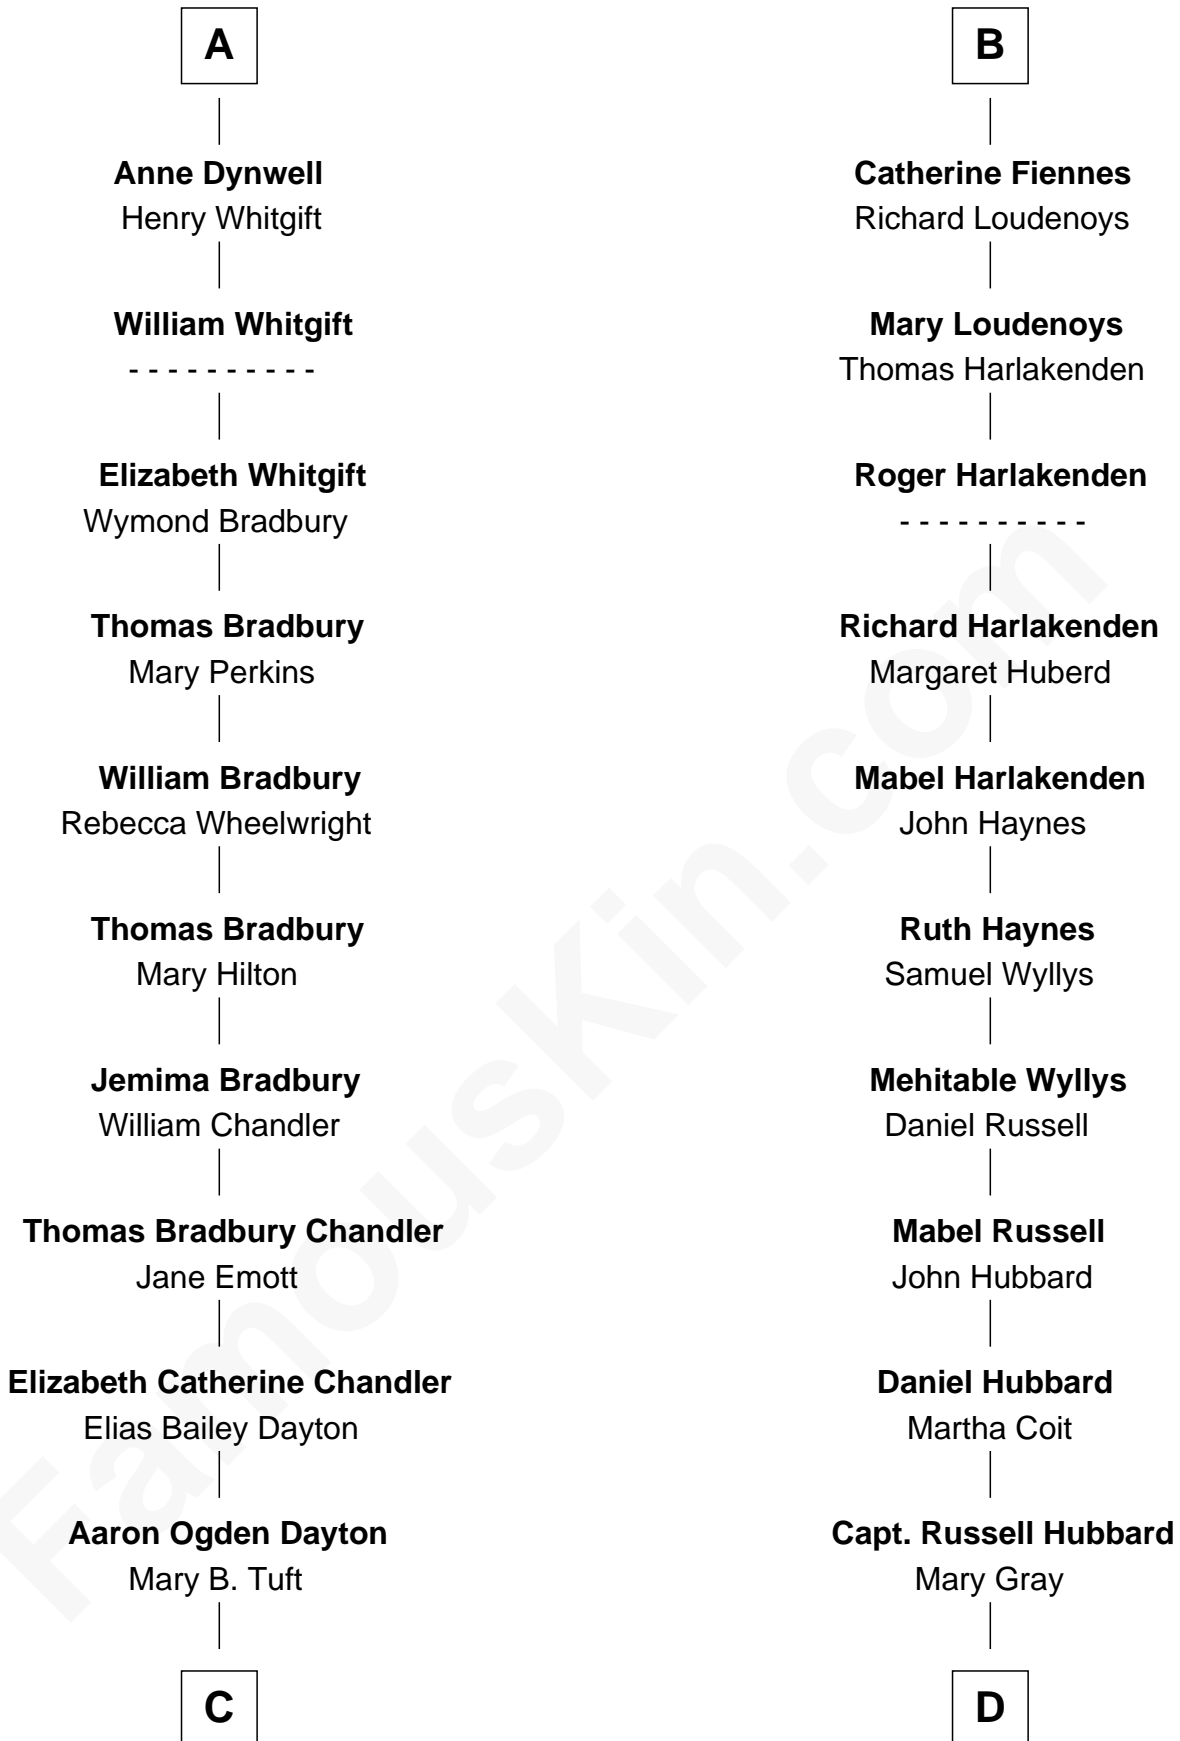 A
Anne Dynwell
Henry Whitgift
William Whitgift
- - - - - - - - - -
Elizabeth Whitgift
Wymond Bradbury
Thomas Bradbury
Mary Perkins
William Bradbury
Rebecca Wheelwright
Thomas Bradbury
Mary Hilton
Jemima Bradbury
William Chandler
Thomas Bradbury Chandler
Jane Emott
Elizabeth Catherine Chandler
Elias Bailey Dayton
Aaron Ogden Dayton
Mary B. Tuft
C
B
Catherine Fiennes
Richard Loudenoys
Mary Loudenoys
Thomas Harlakenden
Roger Harlakenden
- - - - - - - - - -
Richard Harlakenden
Margaret Huberd
Mabel Harlakenden
John Haynes
Ruth Haynes
Samuel Wyllys
Mehitable Wyllys
Daniel Russell
Mabel Russell
John Hubbard
Daniel Hubbard
Martha Coit
Capt. Russell Hubbard
Mary Gray
D
FamousKin.com